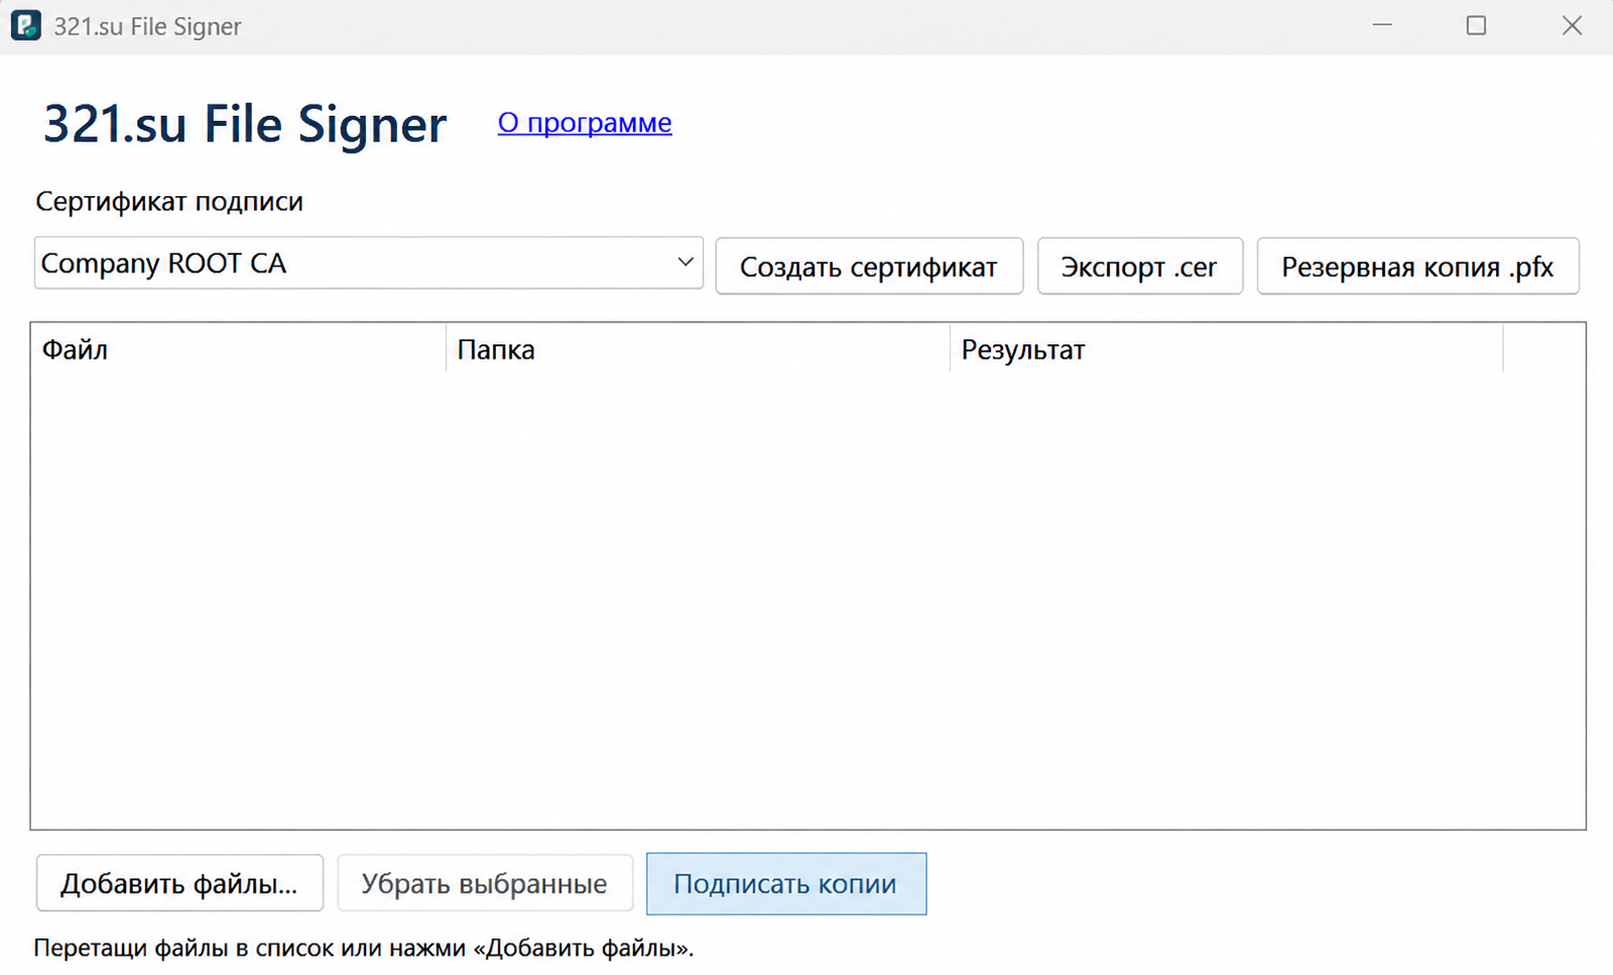 321.su File Signer
321.su File Signer
О программе
Сертификат подписи
Company ROOT CA
Создать сертификат
Экспорт .cer
Резервная копия .pfx
Файл
Папка
Результат
Добавить файлы...
Убрать выбранные
Подписать копии
Перетащи файлы в список или нажми «Добавить файлы».